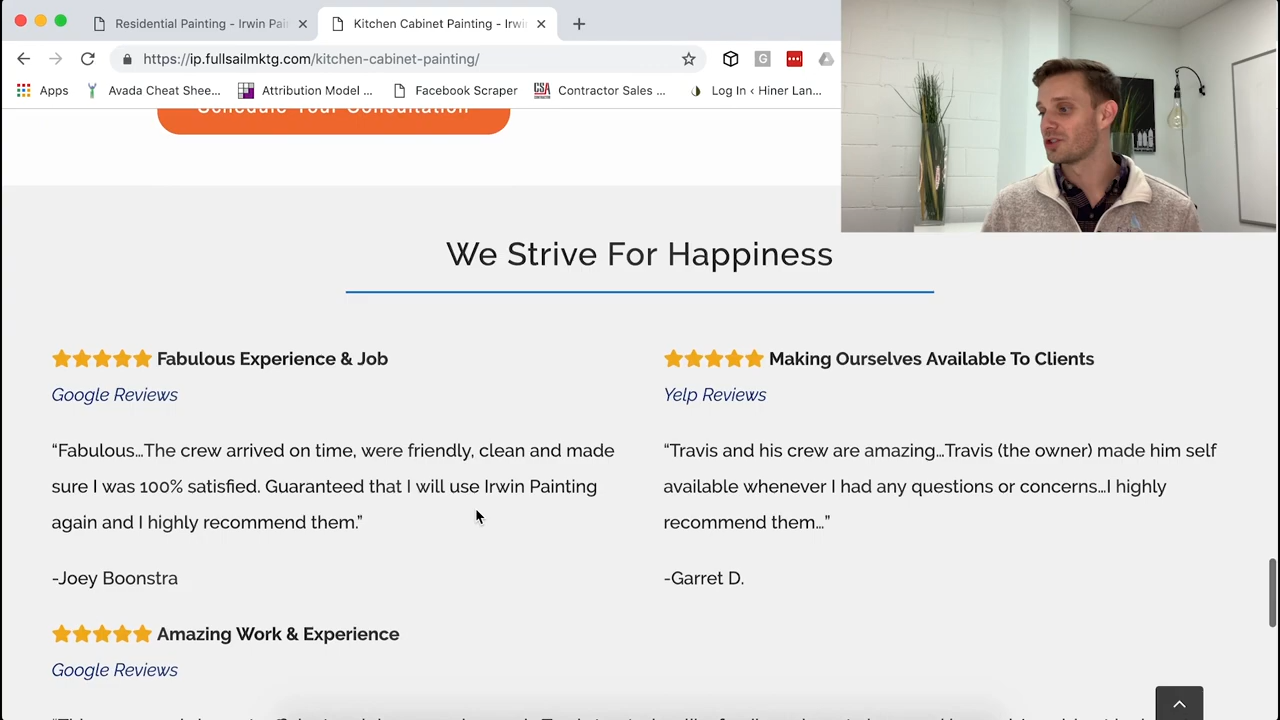 Residential Painting - Irwin Pai
Kitchen Cabinet Painting - Irwi
https://ip.fullsailmktg.com/kitchen-cabinet-painting/
G
Apps
Avada Cheat Shee...
Attribution Model ...
Facebook Scraper
CSA
Contractor Sales ...
Log In ‹ Hiner Lan...
Schedule Your Consultation
We Strive For Happiness
Fabulous Experience & Job
Google Reviews
“Fabulous...The crew arrived on time, were friendly, clean and made
sure I was 100% satisfied. Guaranteed that I will use Irwin Painting
again and I highly recommend them.”
-Joey Boonstra
Making Ourselves Available To Clients
Yelp Reviews
“Travis and his crew are amazing...Travis (the owner) made him self
available whenever I had any questions or concerns...I highly
recommend them...”
-Garret D.
Amazing Work & Experience
Google Reviews